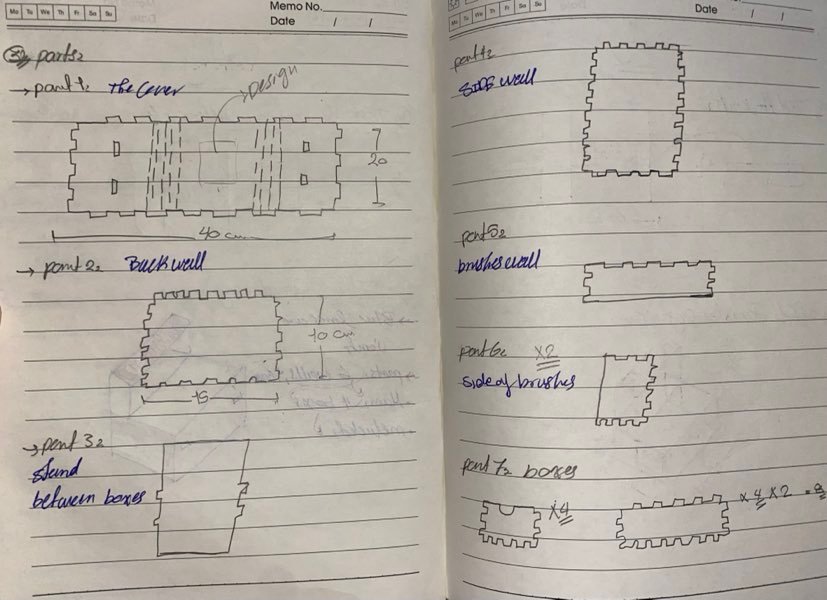 Mo Tu We Th Fr Sa Su
Memo No.
Date / /
3) parts:
→ part 1: The Cover
Design
20
40 cm
→ part 2: Back wall
10 cm
15
→ part 3:
stand
between boxes
Mo Tu We Th Fr Sa Su
Date / /
part 4:
side wall
part 5:
brushes wall
part 6: x2
side of brushes
part 7: boxes
x4
x 4 x 2 = 8